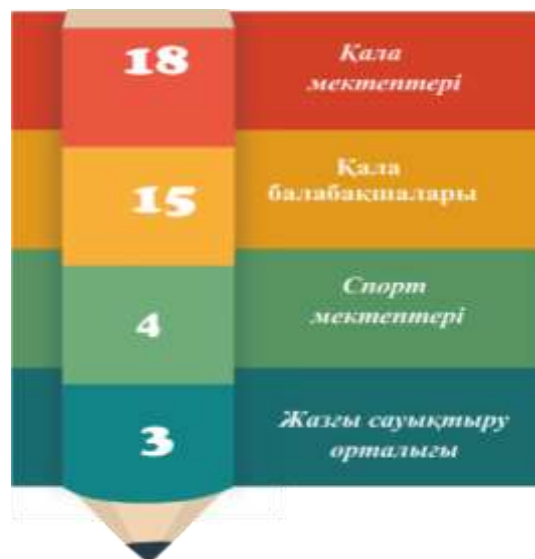 18
Қала
мектептері
15
Қала
балабақшалары
4
Спорт
мектептері
3
Жазғы сауықтыру
орталығы